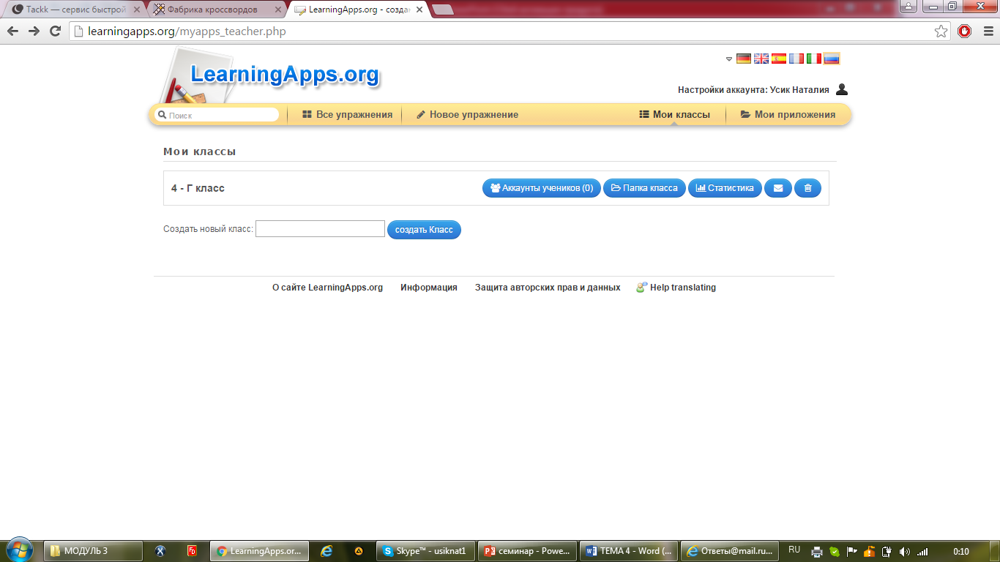 Tackk — сервис быстрой
Фабрика кроссвордов
LearningApps.org - созда
learningapps.org/myapps_teacher.php
LearningApps.org
Настройки аккаунта: Усик Наталия
Поиск
Все упражнения
Новое упражнение
Мои классы
Мои приложения
Мои классы
4 - Г класс
Аккаунты учеников (0)
Папка класса
Статистика
Создать новый класс:
создать Класс
О сайте LearningApps.org
Информация
Защита авторских прав и данных
Help translating
МОДУЛЬ 3
LearningApps.or...
Skype™ - usiknat1
семинар - Powe...
ТЕМА 4 - Word (...
Ответы@mail.ru...
RU
0:10